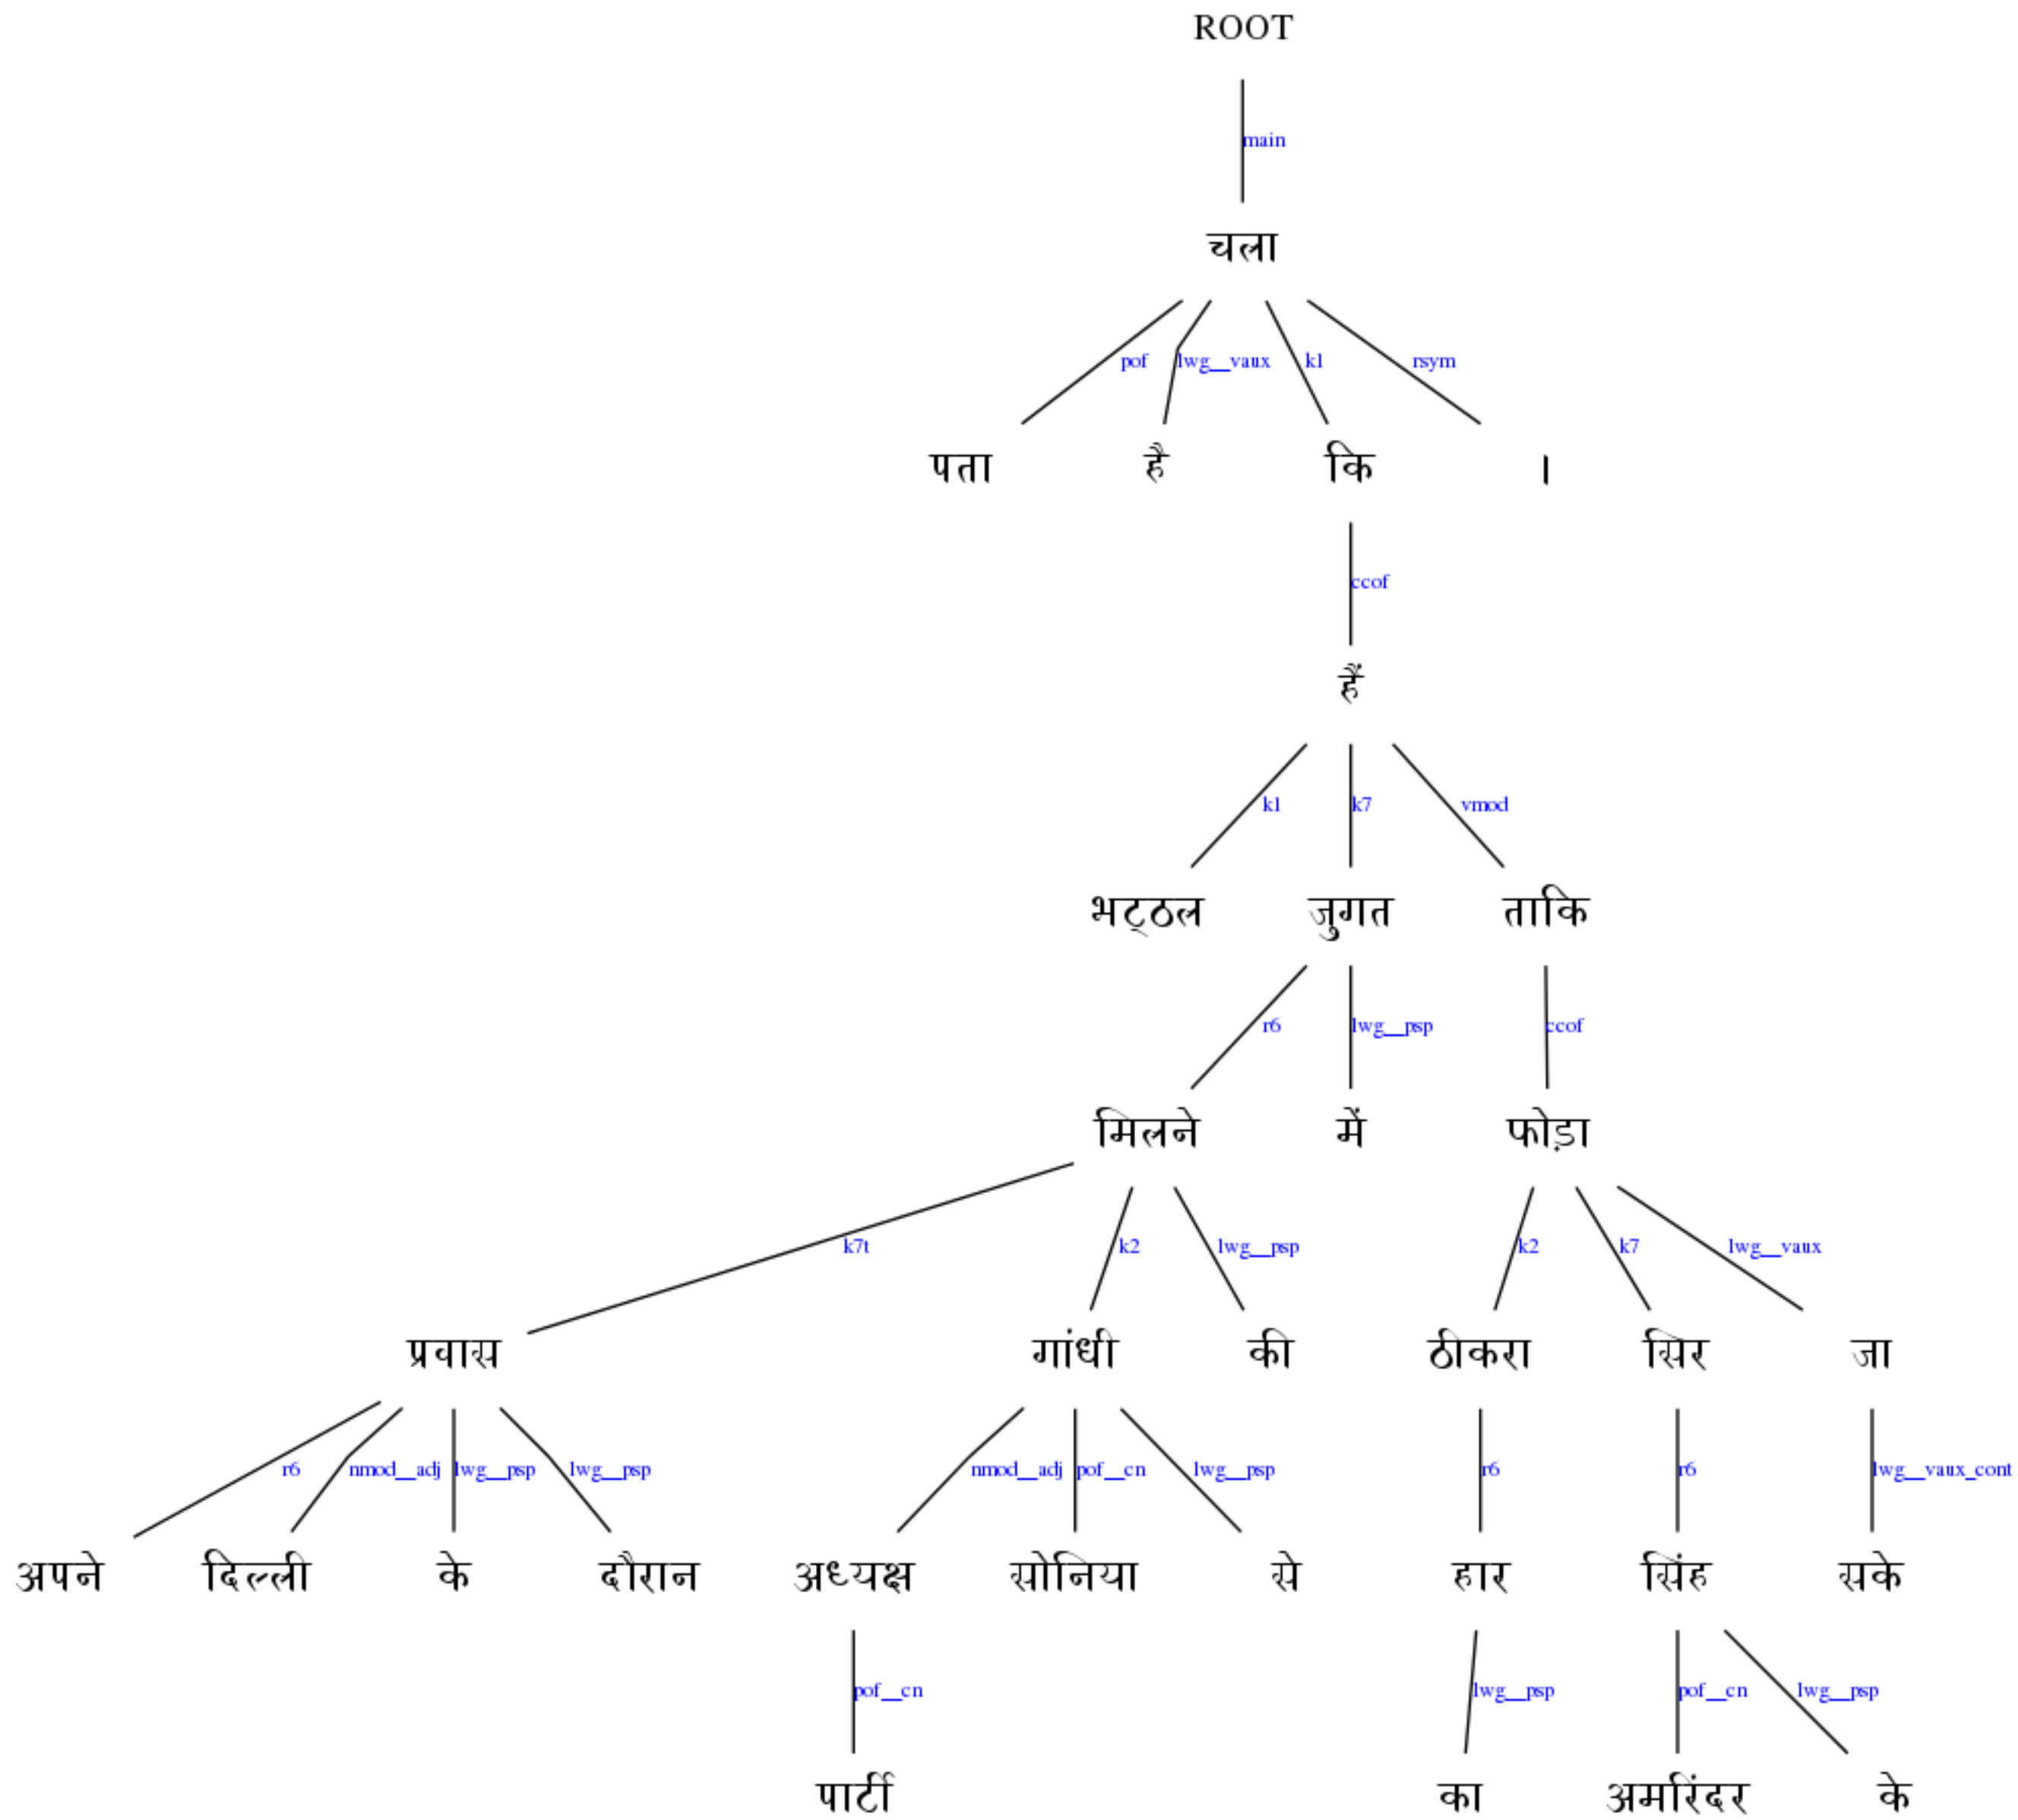 ROOT
main
चला
pof lwg__vaux k1 rsym
पता है कि ।
ccof
हैं
k1 k7 vmod
भट्ठल जुगत ताकि
r6 lwg__psp ccof
मिलने में फोड़ा
k7t k2 lwg__psp k2 k7 lwg__vaux
प्रवास गांधी की ठीकरा सिर जा
r6 nmod__adj lwg__psp lwg__psp nmod__adj pof__cn lwg__psp r6 r6 lwg__vaux_cont
अपने दिल्ली के दौरान अध्यक्ष सोनिया से हार सिंह सके
pof__cn lwg__psp pof__cn lwg__psp
पार्टी का अमरिंदर के